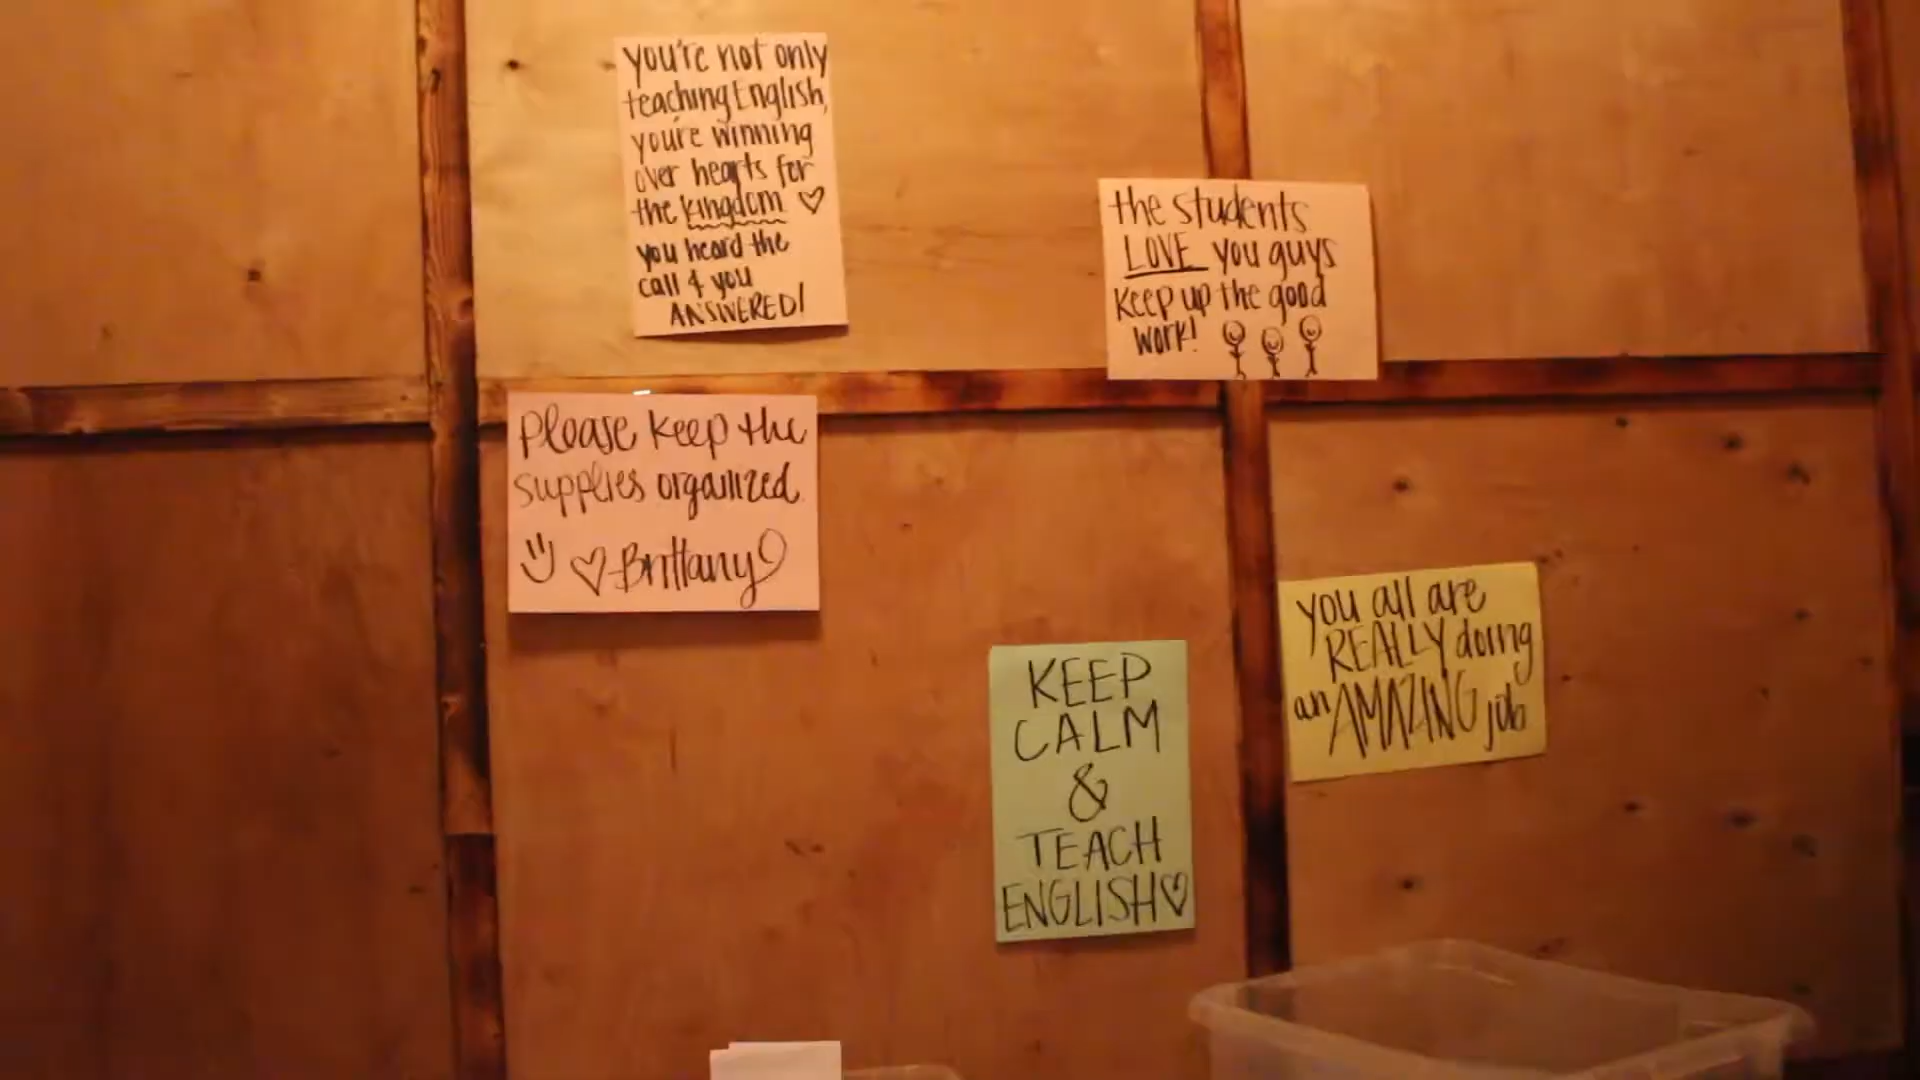 you're not only
teaching English,
you're winning
over hearts for
the kingdom
you heard the
call & you
ANSWERED!
the students
LOVE you guys
keep up the good
work!
please keep the
supplies organized.
Brittany
you all are
REALLY doing
an AMAZING job
KEEP
CALM
&
TEACH
ENGLISH